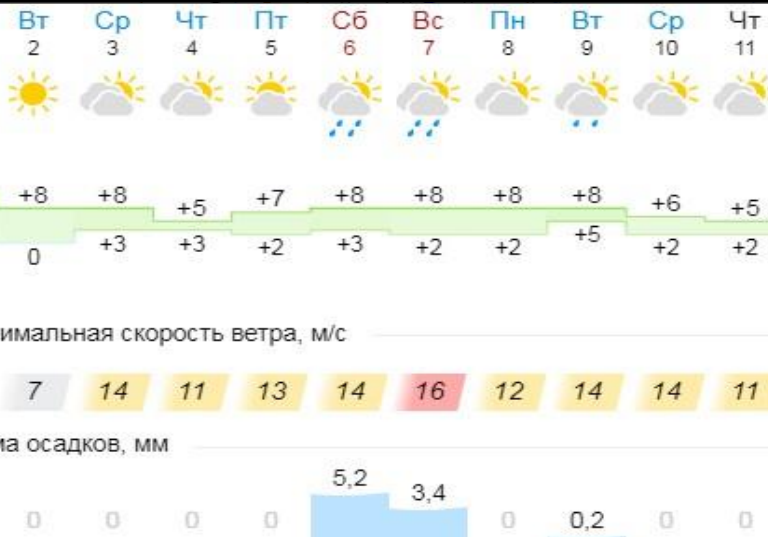 Вт Ср Чт Пт Сб Вс Пн Вт Ср Чт
2 3 4 5 6 7 8 9 10 11
+8 +8 +5 +7 +8 +8 +8 +8 +6 +5
0 +3 +3 +2 +3 +2 +2 +5 +2 +2
имальная скорость ветра, м/с
7 14 11 13 14 16 12 14 14 11
ма осадков, мм
0 0 0 0 5,2 3,4 0 0,2 0 0